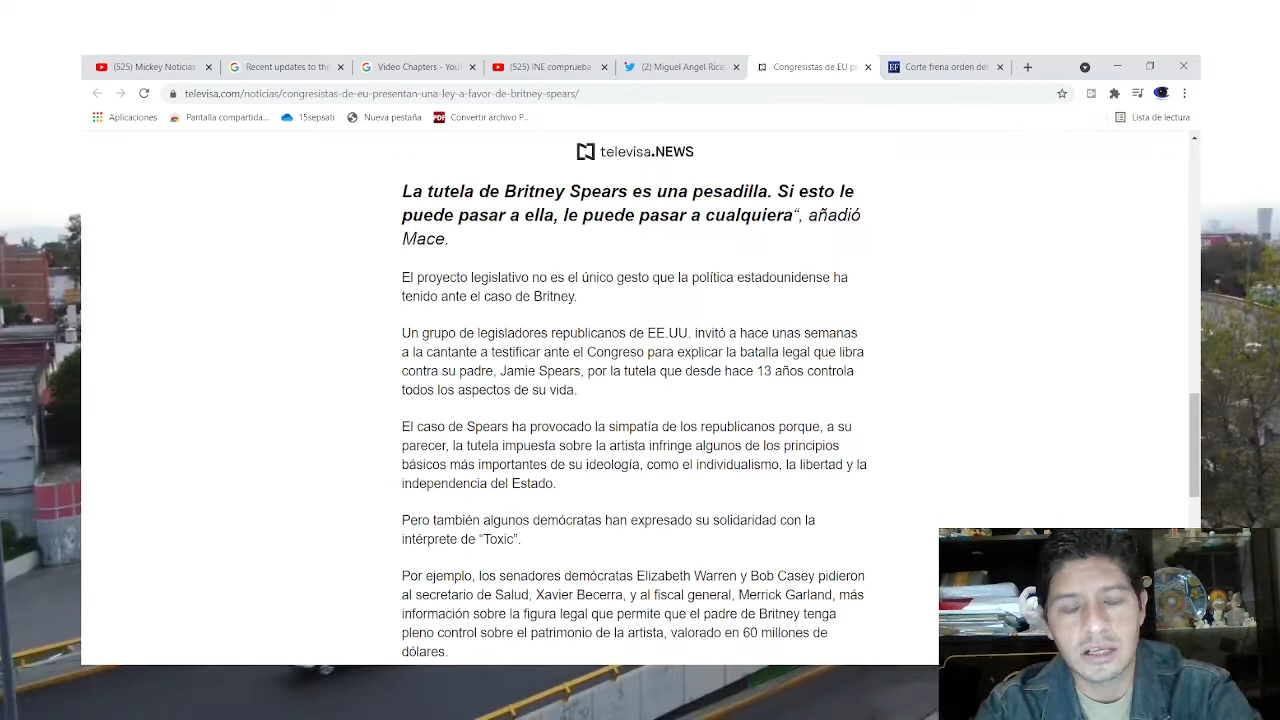 (525) Mickey Noticias
Recent updates to the
Video Chapters - You
(525) INE comprueba
(2) Miguel Angel Rica
Congresistas de EU p
Corte frena orden del
televisa.com/noticias/congresistas-de-eu-presentan-una-ley-a-favor-de-britney-spears/
Aplicaciones
Pantalla compartida...
15sepsati
Nueva pestaña
PDF
Convertir archivo P...
Lista de lectura
televisa.NEWS
La tutela de Britney Spears es una pesadilla. Si esto le
puede pasar a ella, le puede pasar a cualquiera“, añadió
Mace.
El proyecto legislativo no es el único gesto que la política estadounidense ha
tenido ante el caso de Britney.
Un grupo de legisladores republicanos de EE.UU. invitó a hace unas semanas
a la cantante a testificar ante el Congreso para explicar la batalla legal que libra
contra su padre, Jamie Spears, por la tutela que desde hace 13 años controla
todos los aspectos de su vida.
El caso de Spears ha provocado la simpatía de los republicanos porque, a su
parecer, la tutela impuesta sobre la artista infringe algunos de los principios
básicos más importantes de su ideología, como el individualismo, la libertad y la
independencia del Estado.
Pero también algunos demócratas han expresado su solidaridad con la
intérprete de “Toxic”.
Por ejemplo, los senadores demócratas Elizabeth Warren y Bob Casey pidieron
al secretario de Salud, Xavier Becerra, y al fiscal general, Merrick Garland, más
información sobre la figura legal que permite que el padre de Britney tenga
pleno control sobre el patrimonio de la artista, valorado en 60 millones de
dólares.